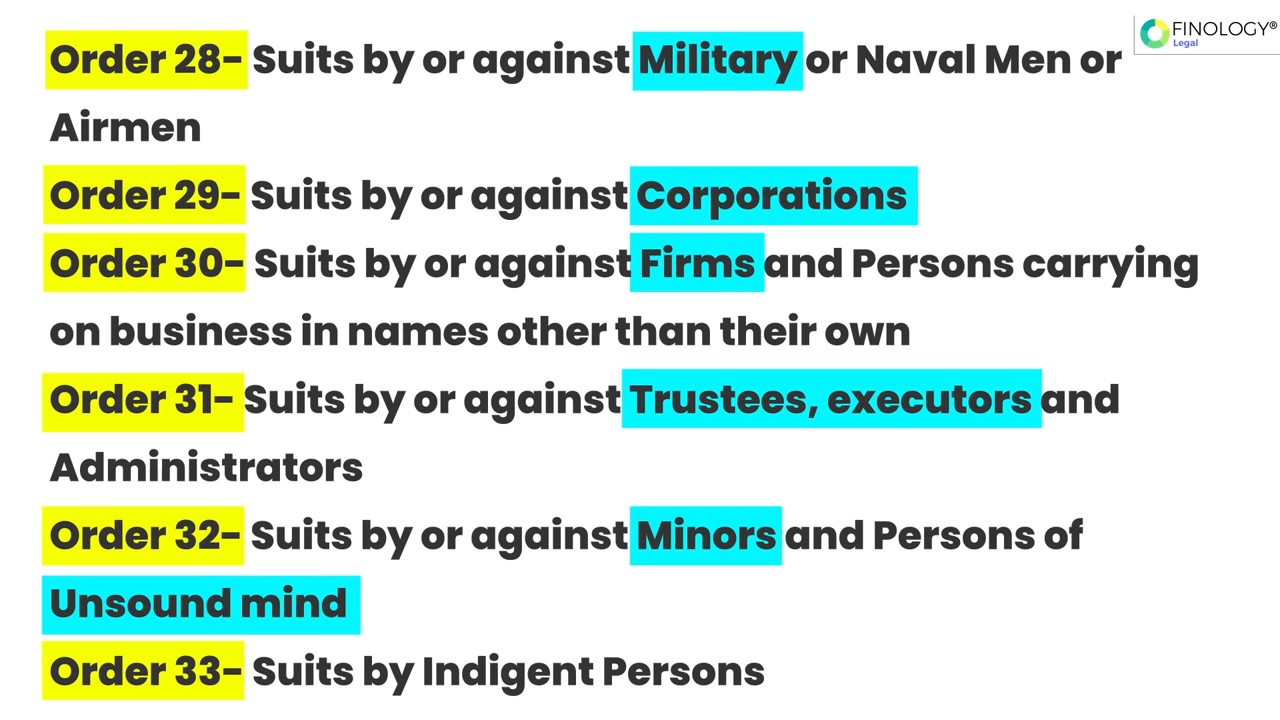 FINOLOGY®
Legal
Order 28- Suits by or against Military or Naval Men or
Airmen
Order 29- Suits by or against Corporations
Order 30- Suits by or against Firms and Persons carrying
on business in names other than their own
Order 31- Suits by or against Trustees, executors and
Administrators
Order 32- Suits by or against Minors and Persons of
Unsound mind
Order 33- Suits by Indigent Persons